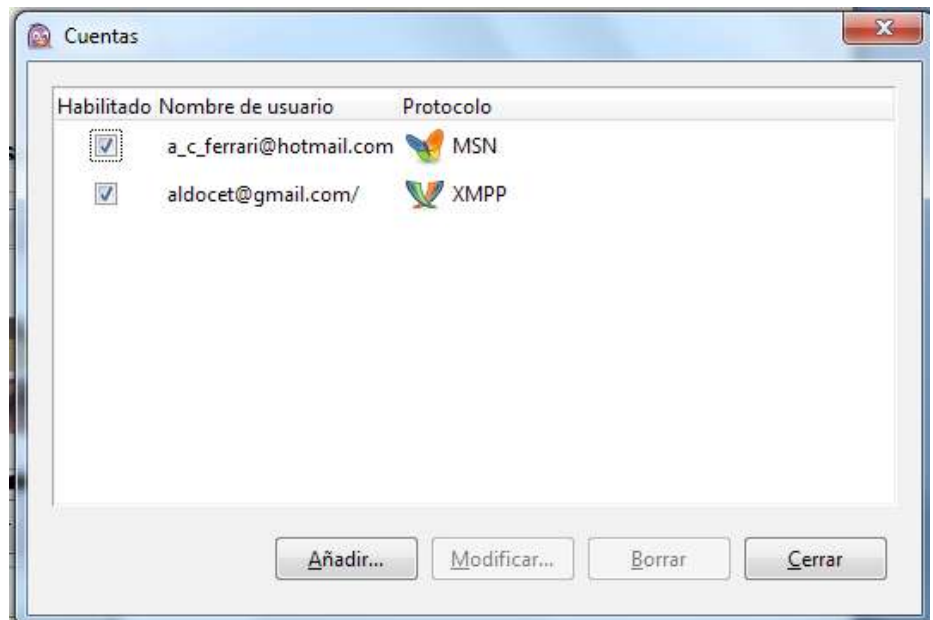 Cuentas
Habilitado Nombre de usuario Protocolo
a_c_ferrari@hotmail.com MSN
aldocet@gmail.com/ XMPP
Añadir... Modificar... Borrar Cerrar